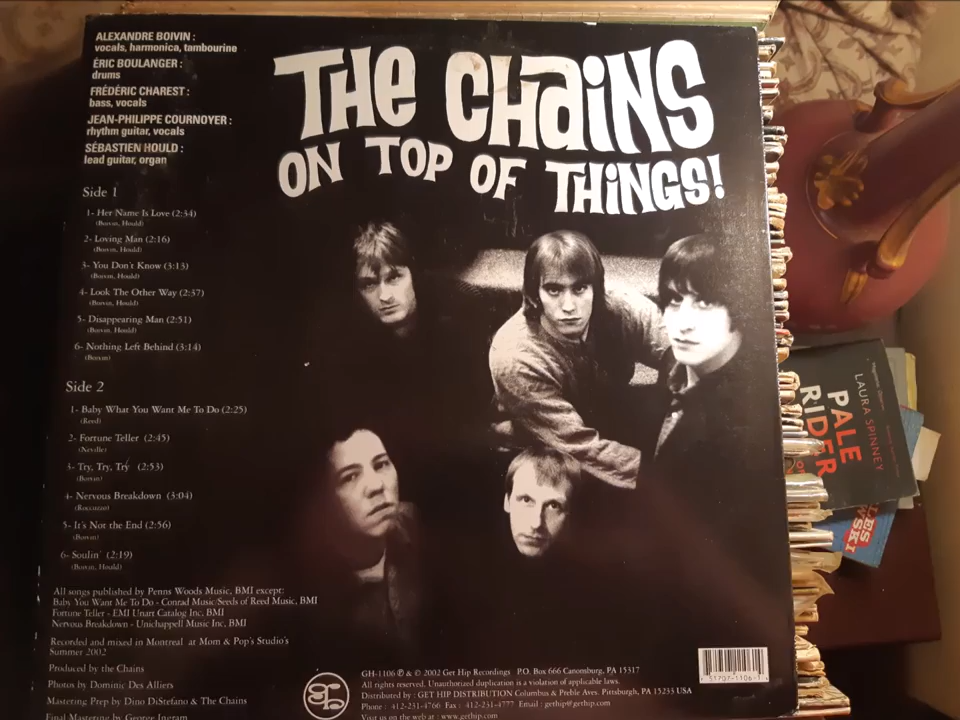 ALEXANDRE BOIVIN :
vocals, harmonica, tambourine
ÉRIC BOULANGER :
drums
FRÉDÉRIC CHAREST :
bass, vocals
JEAN-PHILIPPE COURNOYER :
rhythm guitar, vocals
SÉBASTIEN HOULD :
lead guitar, organ
THE CHaiNS
ON TOP OF THiNGS!
Side 1
1- Her Name Is Love (2:34)
(Boivin, Hould)
2- Loving Man (2:16)
(Boivin, Hould)
3- You Don't Know (3:13)
(Boivin, Hould)
4- Look The Other Way (2:37)
(Boivin, Hould)
5- Disappearing Man (2:51)
(Boivin, Hould)
6- Nothing Left Behind (3:14)
(Boivin)
Side 2
1- Baby What You Want Me To Do (2:25)
(Reed)
2- Fortune Teller (2:45)
(Neville)
3- Try, Try, Try (2:53)
(Boivin)
4- Nervous Breakdown (3:04)
(Roccuzzo)
5- It's Not the End (2:56)
(Boivin)
6- Soulin' (2:19)
(Boivin, Hould)
All songs published by Penns Woods Music, BMI except:
Baby You Want Me To Do - Conrad Music/Seeds of Reed Music, BMI
Fortune Teller - EMI Unart Catalog Inc, BMI
Nervous Breakdown - Unichappell Music Inc, BMI
Recorded and mixed in Montreal at Mom & Pop's Studio's
Summer 2002
Produced by the Chains
Photos by Dominic Des Alliers
Mastering Prep by Dino DiStefano & The Chains
Final Mastering by George Ingram
GH-1106 ℗ & © 2002 Get Hip Recordings P.O. Box 666 Canonsburg, PA 15317
All rights reserved. Unauthorized duplication is a violation of applicable laws.
Distributed by : GET HIP DISTRIBUTION Columbus & Preble Aves. Pittsburgh, PA 15233 USA
Phone : 412-231-4766 Fax : 412-231-4777 Email : gethip@gethip.com
Visit us on the web at : www.gethip.com
51707-1106-1
LAURA SPINNEY
PALE
RIDER